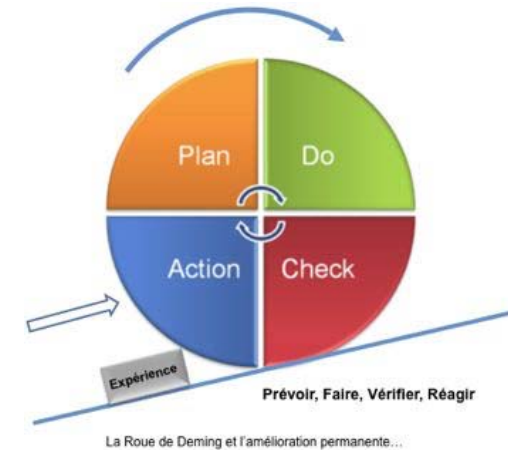 Plan
Do
Action
Check
Expérience
Prévoir, Faire, Vérifier, Réagir
La Roue de Deming et l'amélioration permanente…